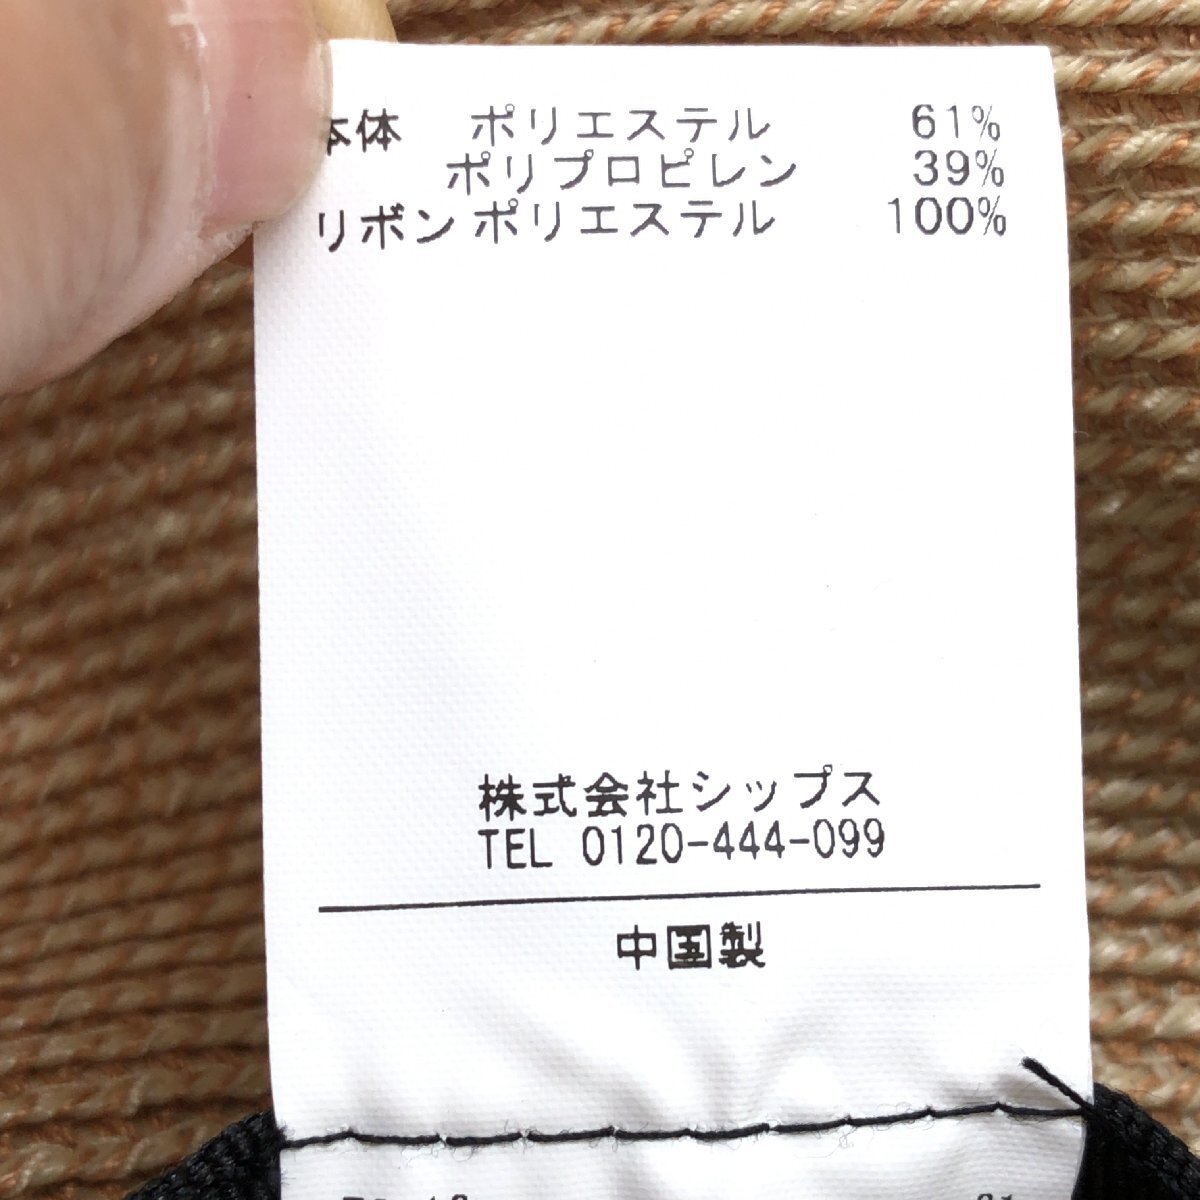 本体 ポリエステル 61%
ポリプロピレン 39%
リボン ポリエステル 100%
株式会社シップス
TEL 0120-444-099
中国製